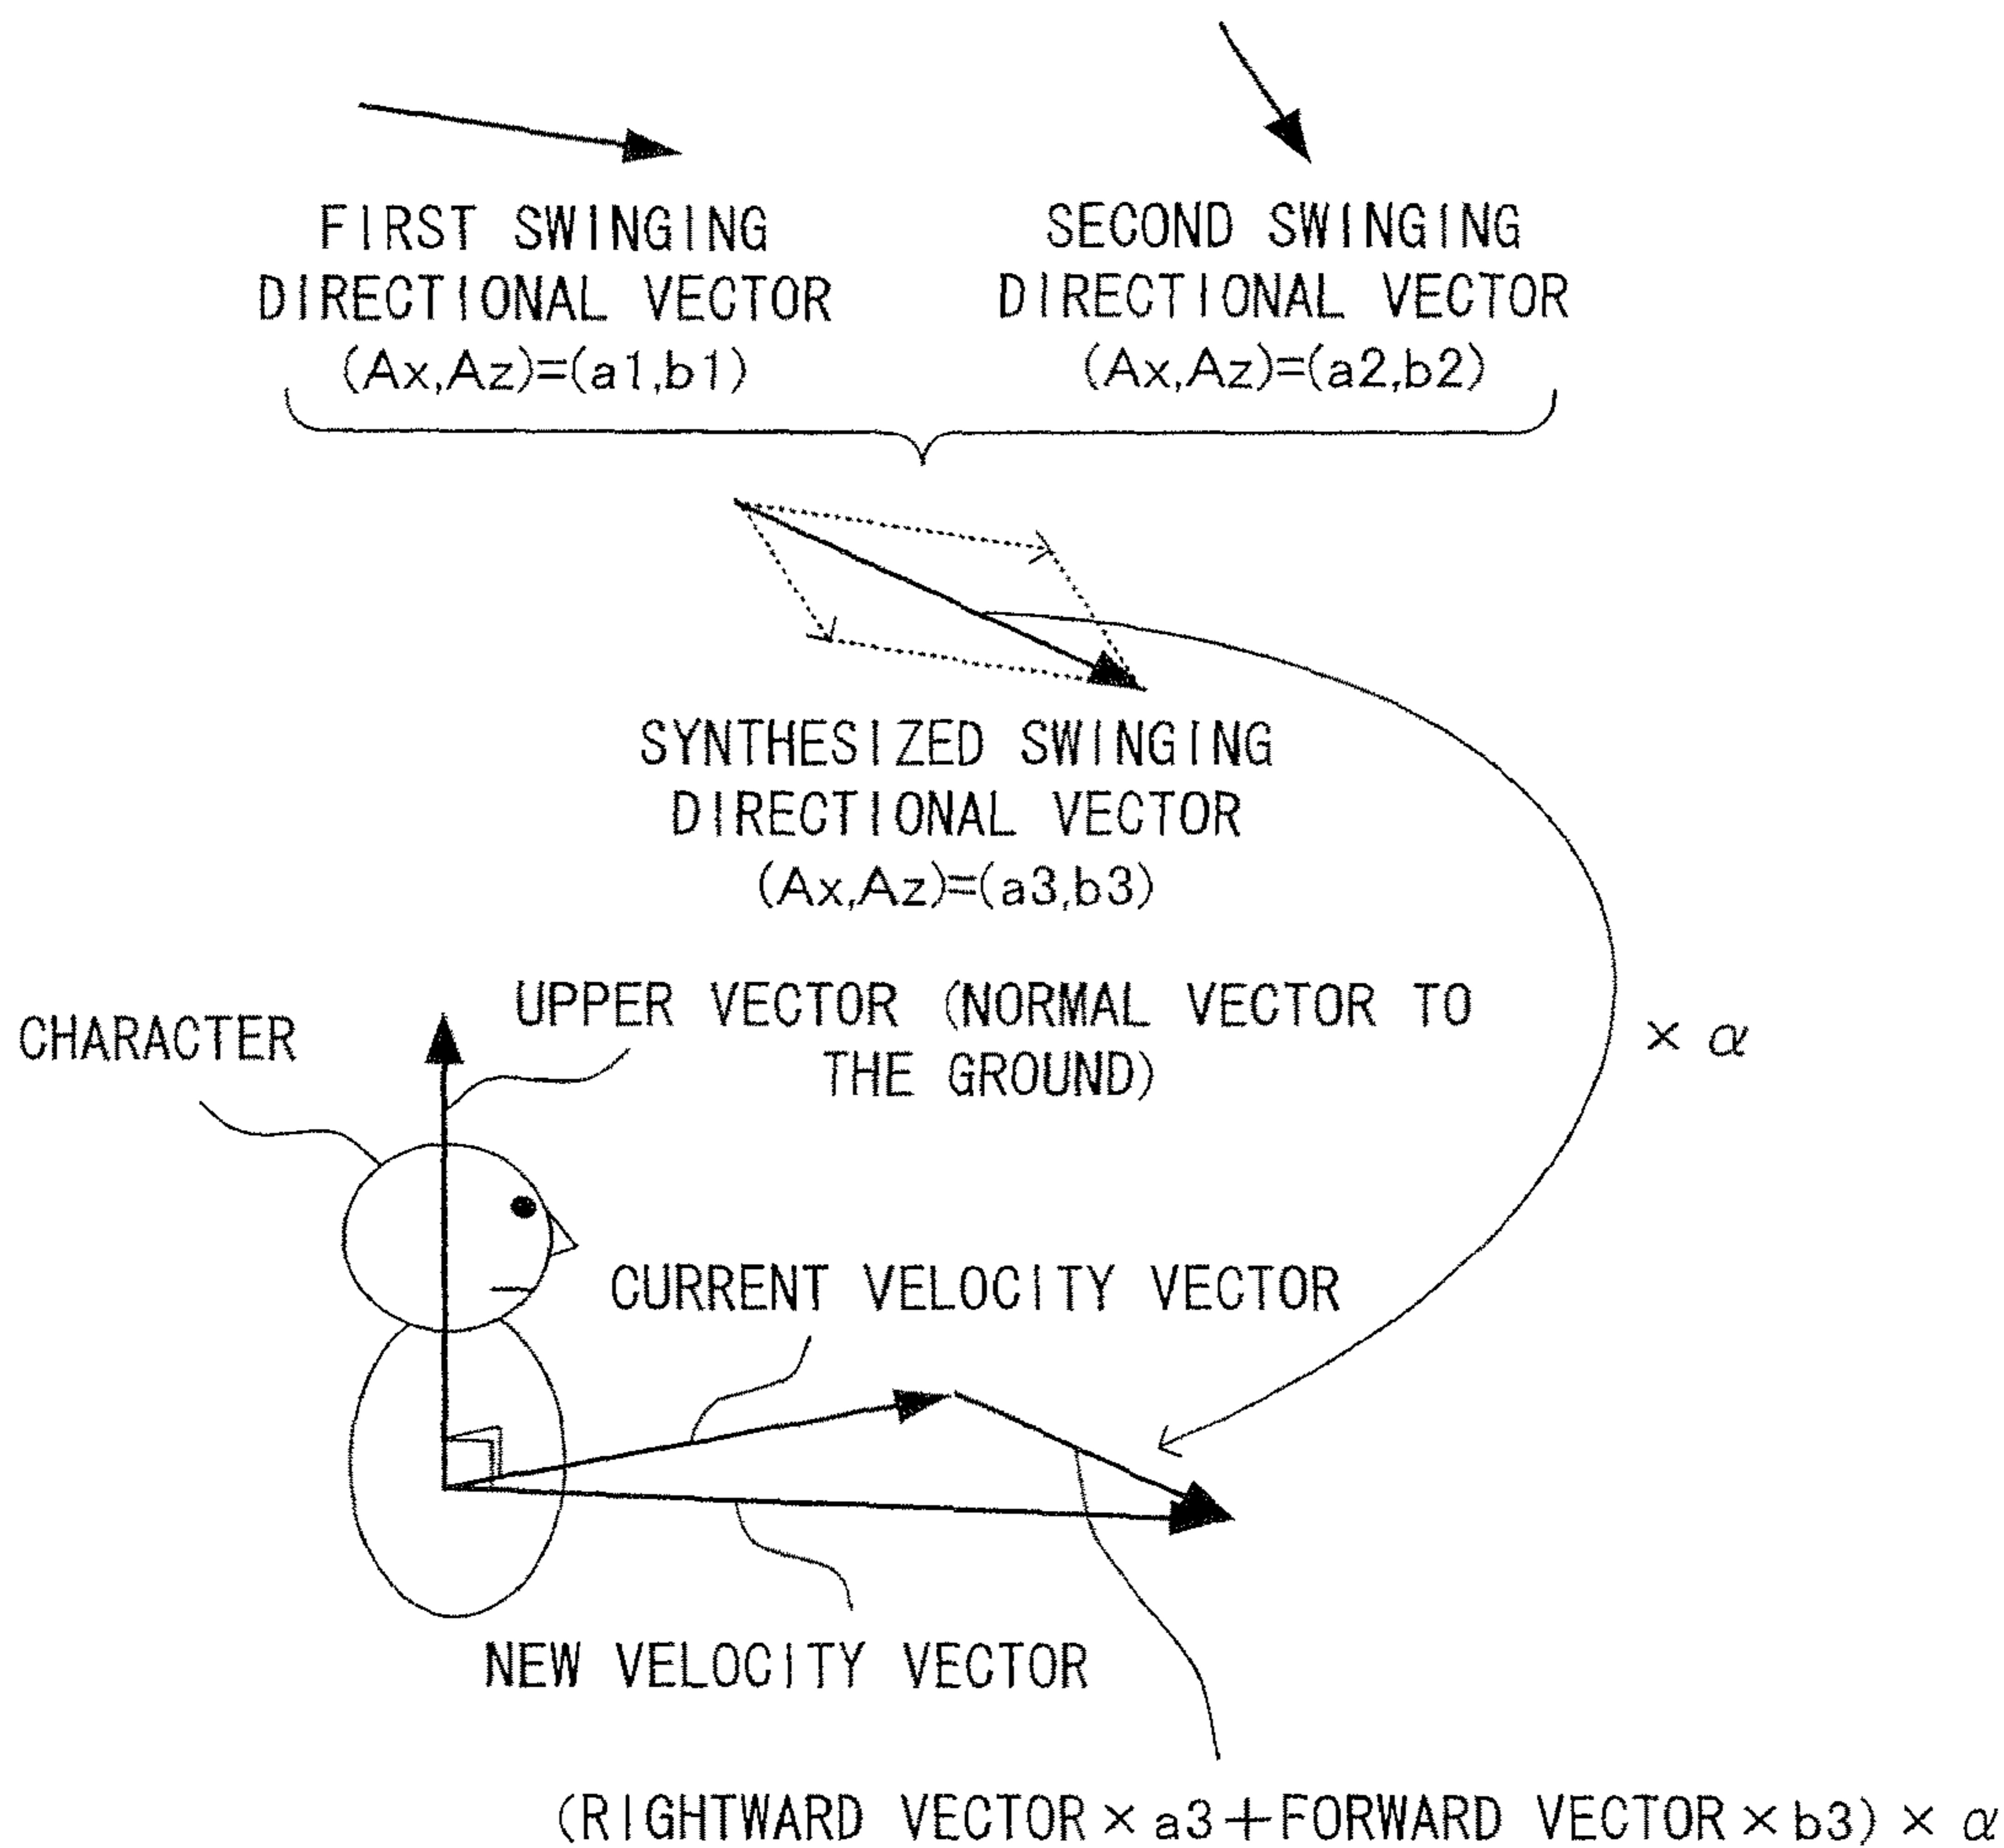 FIRST SWINGING
DIRECTIONAL VECTOR
(Ax,Az)=(a1,b1)
SECOND SWINGING
DIRECTIONAL VECTOR
(Ax,Az)=(a2,b2)
SYNTHESIZED SWINGING
DIRECTIONAL VECTOR
(Ax,Az)=(a3,b3)
× α
UPPER VECTOR (NORMAL VECTOR TO
THE GROUND)
CHARACTER
CURRENT VELOCITY VECTOR
NEW VELOCITY VECTOR
(RIGHTWARD VECTOR×a3+FORWARD VECTOR×b3)×α